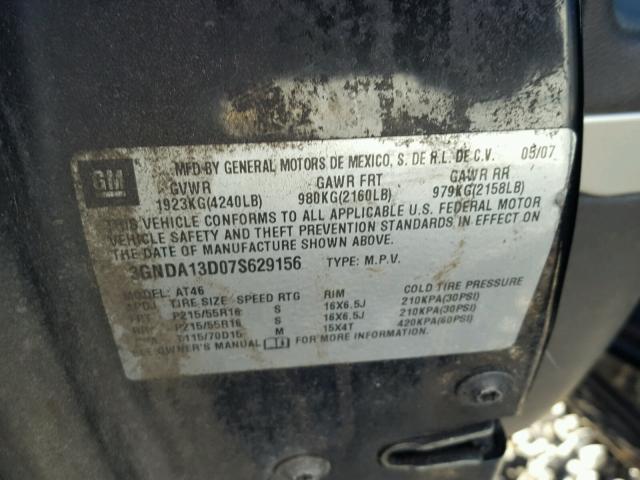 GM
MFD BY GENERAL MOTORS DE MEXICO, S. DE R.L. DE C.V. 05/07
GVWR GAWR FRT GAWR RR
1923KG(4240LB) 980KG(2160LB) 979KG(2158LB)
THIS VEHICLE CONFORMS TO ALL APPLICABLE U.S. FEDERAL MOTOR
VEHICLE SAFETY AND THEFT PREVENTION STANDARDS IN EFFECT ON
THE DATE OF MANUFACTURE SHOWN ABOVE.
3GNDA13D07S629156 TYPE: M.P.V.
MODEL: AT46
TIRE SIZE SPEED RTG RIM COLD TIRE PRESSURE
FRT P215/55R16 S 16X6.5J 210KPA(30PSI)
RR P215/55R16 S 16X6.5J 210KPA(30PSI)
T115/70D15 M 15X4T 420KPA(60PSI)
SEE OWNER'S MANUAL FOR MORE INFORMATION.